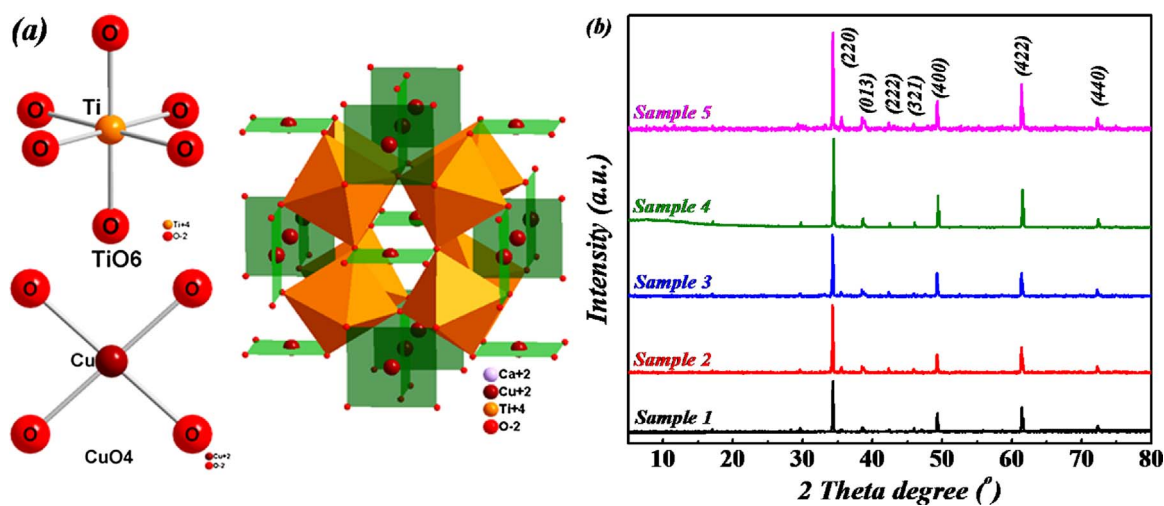 (a)
O
Ti
O
O
O
O
O
Ti+4
O-2
TiO6
O
O
Cu
O
O
CuO4
Cu+2
O-2
Ca+2
Cu+2
Ti+4
O-2
(b)
(220)
(013)
(222)
(321)
(400)
(422)
(440)
Sample 5
Sample 4
Sample 3
Sample 2
Sample 1
Intensity (a.u.)
10 20 30 40 50 60 70 80
2 Theta degree (°)